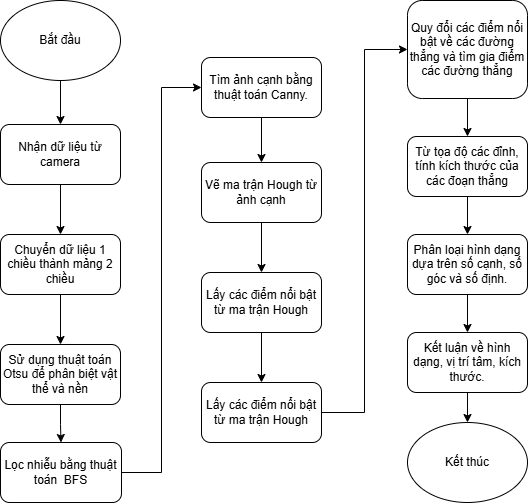 Bắt đầu
Nhận dữ liệu từ
camera
Chuyển dữ liệu 1
chiều thành mảng 2
chiều
Sử dụng thuật toán
Otsu để phân biệt vật
thể và nền
Lọc nhiễu bằng thuật
toán BFS
Tìm ảnh cạnh bằng
thuật toán Canny.
Vẽ ma trận Hough từ
ảnh cạnh
Lấy các điểm nổi bật
từ ma trận Hough
Lấy các điểm nổi bật
từ ma trận Hough
Quy đổi các điểm nổi
bật về các đường
thẳng và tìm gia điểm
các đường thẳng
Từ tọa độ các đỉnh,
tính kích thước của
các đoạn thẳng
Phân loại hình dạng
dựa trên số cạnh, số
góc và số định.
Kết luận về hình
dạng, vị trí tâm, kích
thước.
Kết thúc